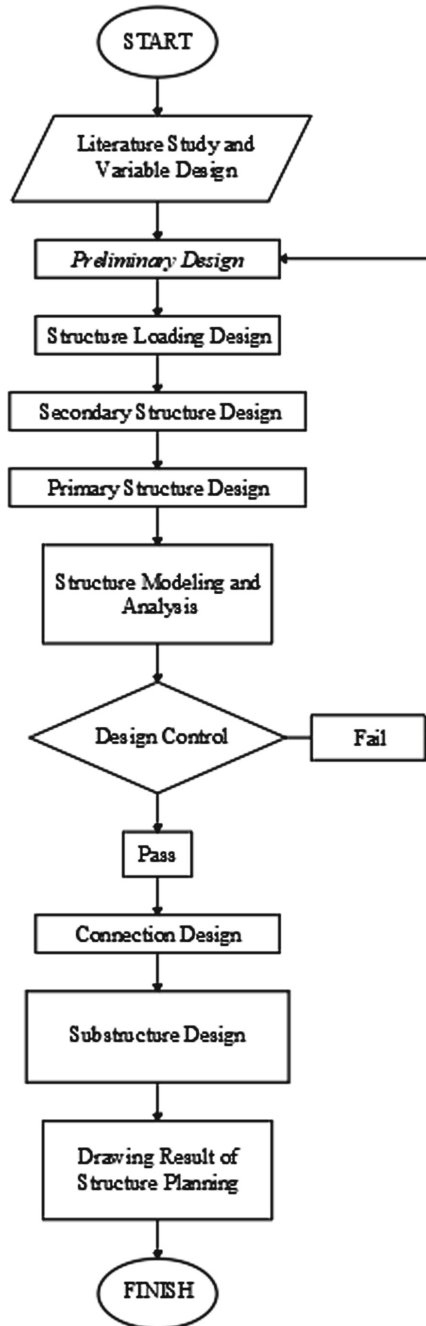 START
Literature Study and
Variable Design
Preliminary Design
Structure Loading Design
Secondary Structure Design
Primary Structure Design
Structure Modeling and
Analysis
Design Control
Fail
Pass
Connection Design
Substructure Design
Drawing Result of
Structure Planning
FINISH